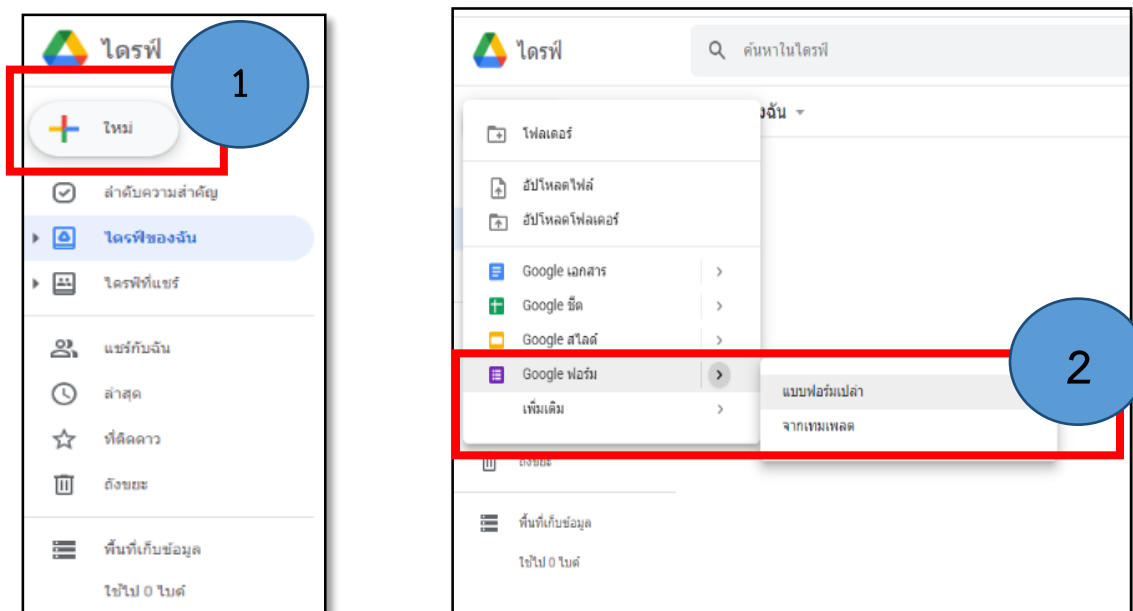 ไดรฟ์
1
ใหม่
ลำดับความสำคัญ
ไดรฟ์ของฉัน
ไดรฟ์ที่แชร์
แชร์กับฉัน
ล่าสุด
ที่ติดดาว
ถังขยะ
พื้นที่เก็บข้อมูล
ใช้ไป 0 ไบต์
ไดรฟ์
ค้นหาในไดรฟ์
โฟลเดอร์
อัปโหลดไฟล์
อัปโหลดโฟลเดอร์
Google เอกสาร
Google ชีต
Google สไลด์
Google ฟอร์ม
เพิ่มเติม
2
แบบฟอร์มเปล่า
จากเทมเพลต
ถังขยะ
พื้นที่เก็บข้อมูล
ใช้ไป 0 ไบต์